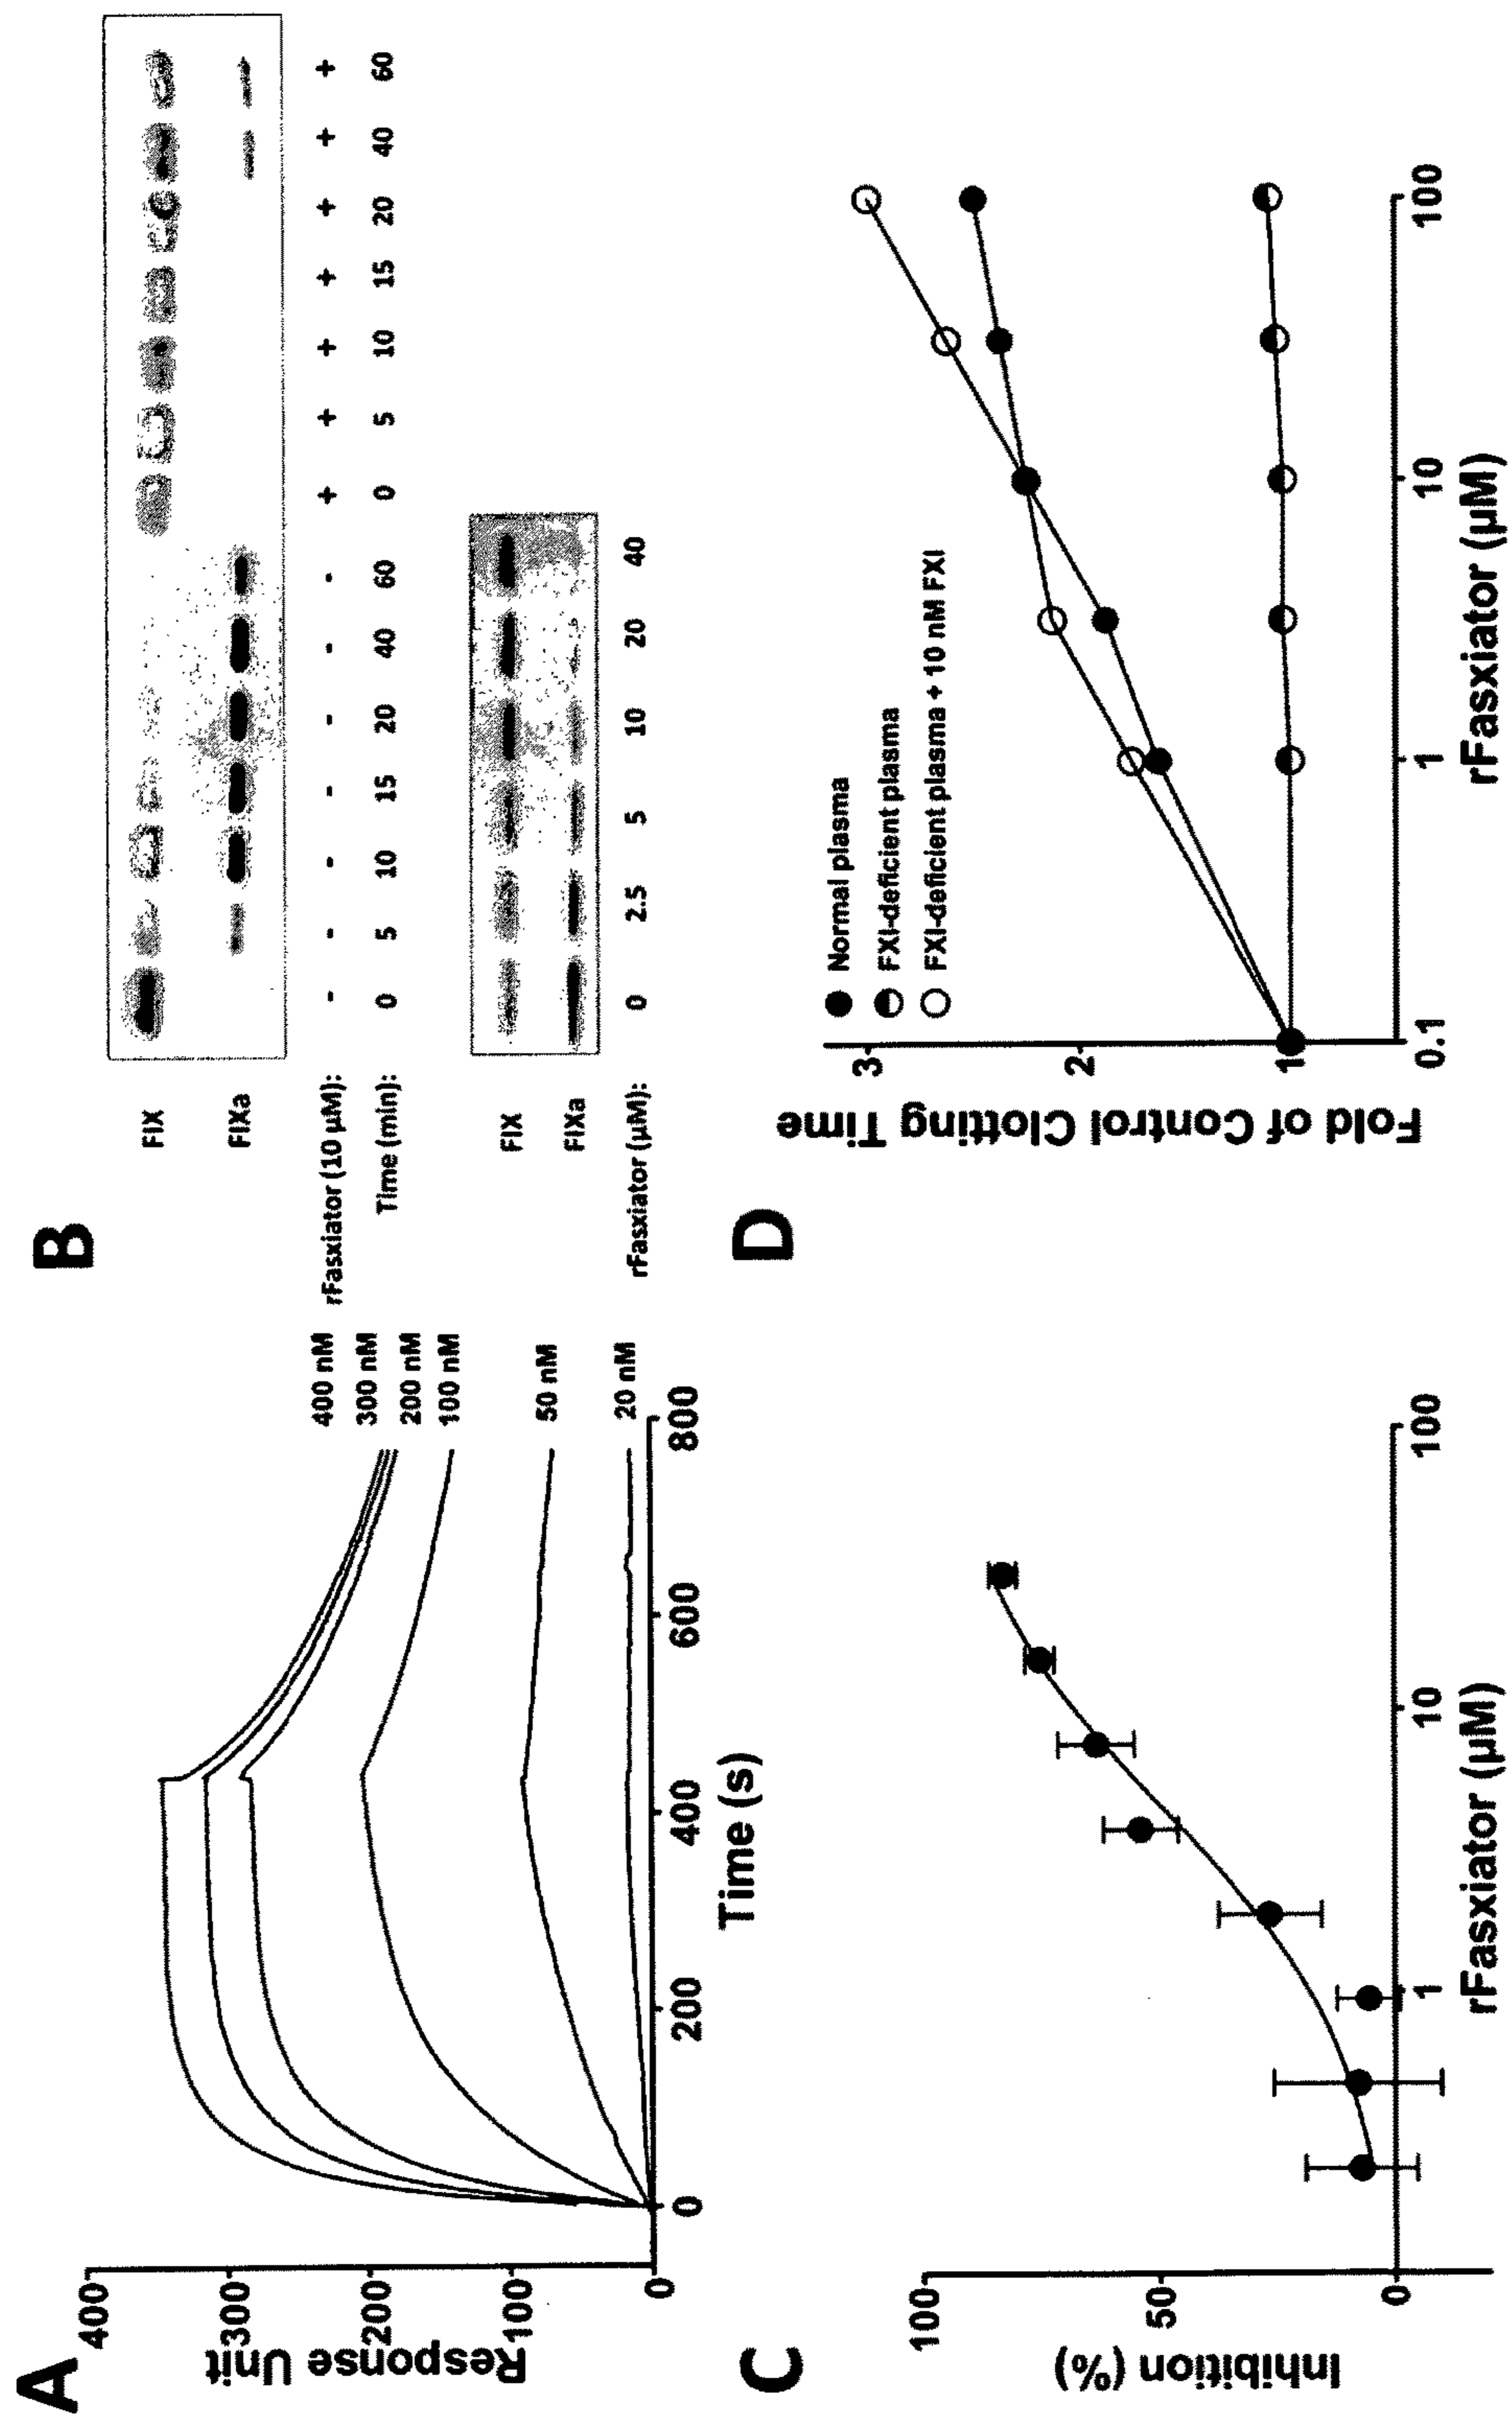 A
400
300
200
100
0
Response Unit
0
200
400
600
800
Time (s)
400 nM
300 nM
200 nM
100 nM
50 nM
20 nM
B
FIX
FIXa
rFasxiator (10 µM): - - - - - - - + + + + + + +
Time (min): 0 5 10 15 20 40 60 0 5 10 15 20 40 60
FIX
FIXa
rFasxiator (µM): 0 2.5 5 10 20 40
C
100
50
0
Inhibition (%)
1
10
100
rFasxiator (µM)
D
3
2
1
Fold of Control Clotting Time
Normal plasma
FXI-deficient plasma
FXI-deficient plasma + 10 nM FXI
0.1
1
10
100
rFasxiator (µM)